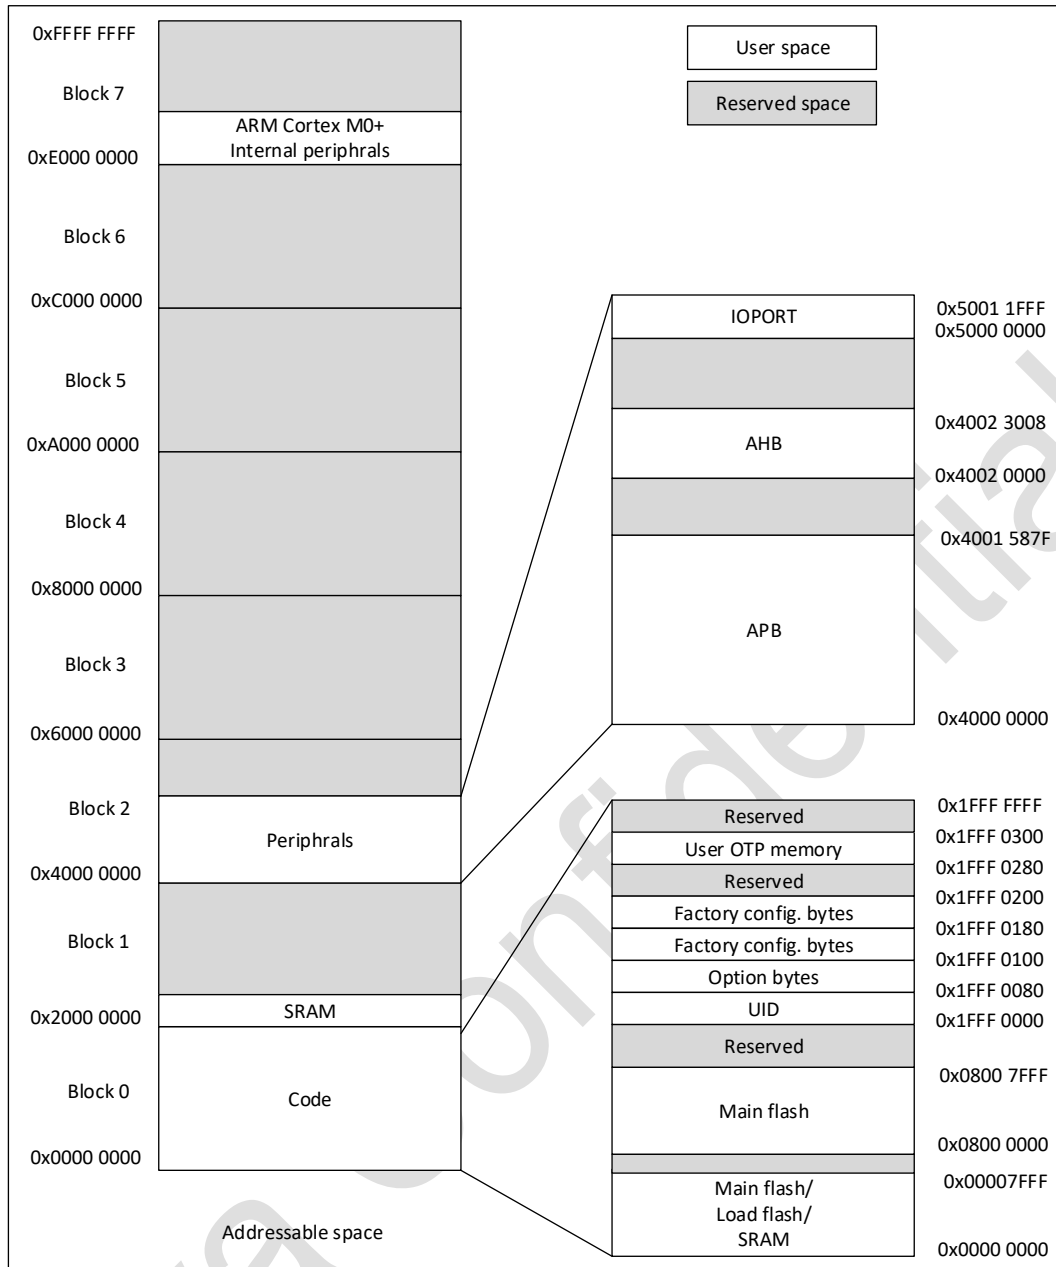 0xFFFF FFFF
Block 7
ARM Cortex M0+
Internal periphrals
0xE000 0000
Block 6
0xC000 0000
Block 5
0xA000 0000
Block 4
0x8000 0000
Block 3
0x6000 0000
Block 2
Periphrals
0x4000 0000
Block 1
SRAM
0x2000 0000
Block 0
Code
0x0000 0000
Addressable space
User space
Reserved space
IOPORT
0x5001 1FFF
0x5000 0000
0x4002 3008
AHB
0x4002 0000
0x4001 587F
APB
0x4000 0000
0x1FFF FFFF
Reserved
0x1FFF 0300
User OTP memory
0x1FFF 0280
Reserved
0x1FFF 0200
Factory config. bytes
0x1FFF 0180
Factory config. bytes
0x1FFF 0100
Option bytes
0x1FFF 0080
UID
0x1FFF 0000
Reserved
0x0800 7FFF
Main flash
0x0800 0000
0x00007FFF
Main flash/
Load flash/
SRAM
0x0000 0000